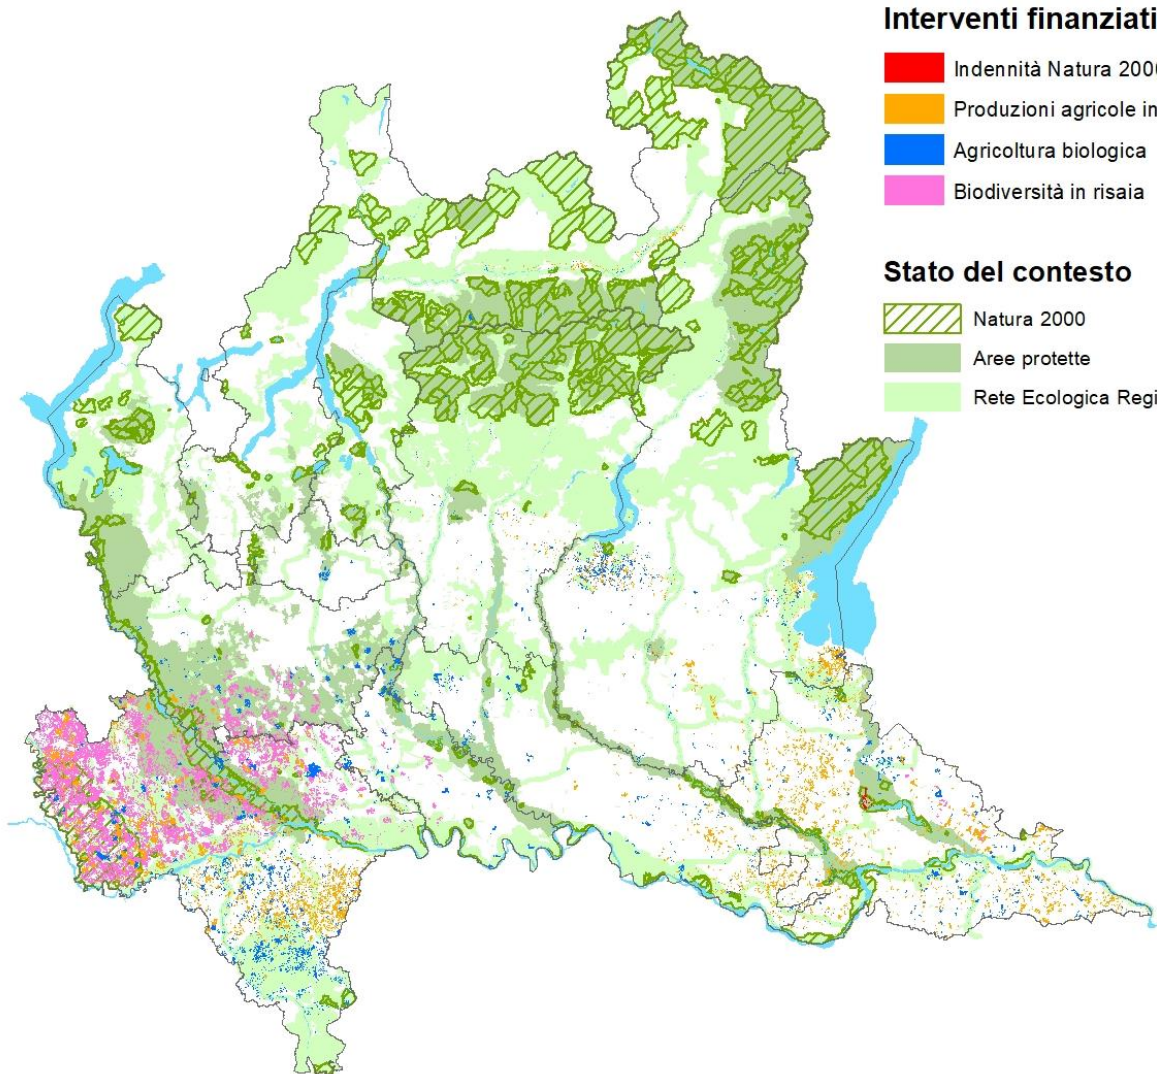 Interventi finanziati
Indennità Natura 200
Produzioni agricole in
Agricoltura biologica
Biodiversità in risaia
Stato del contesto
Natura 2000
Aree protette
Rete Ecologica Regi